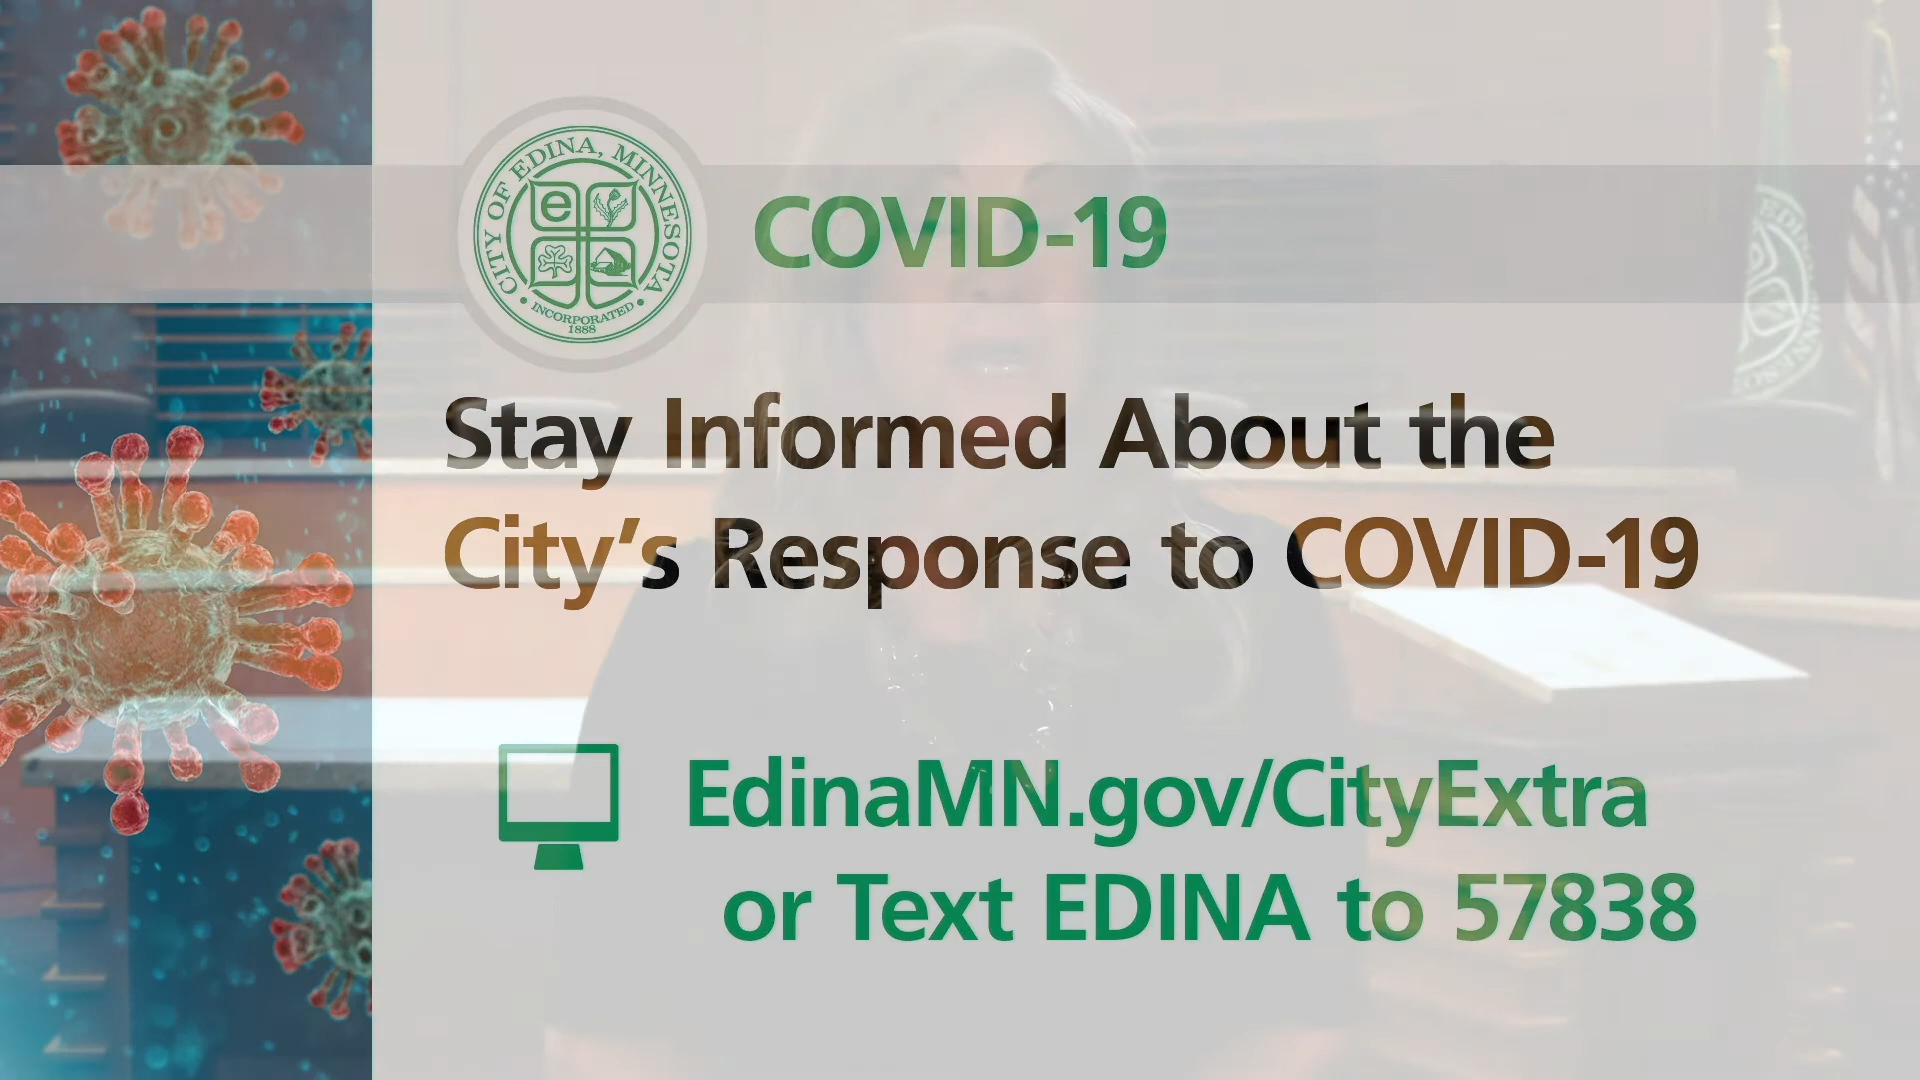 CITY OF EDINA, MINNESOTA
e
• INCORPORATED •
1888
COVID-19
Stay Informed About the
City’s Response to COVID-19
EdinaMN.gov/CityExtra
or Text EDINA to 57838